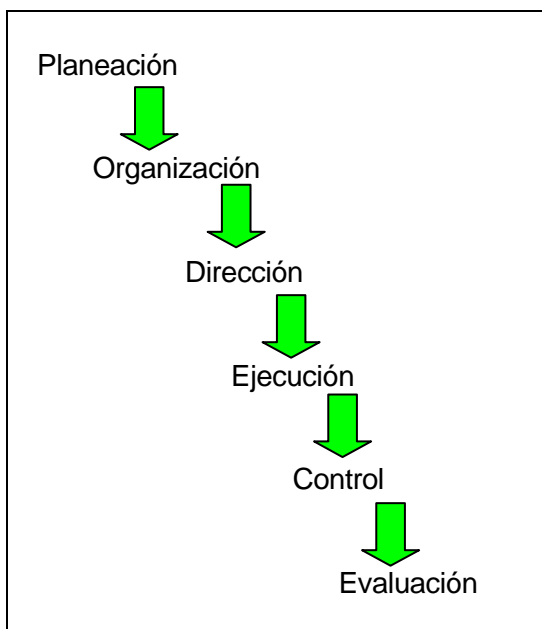 Planeación
Organización
Dirección
Ejecución
Control
Evaluación